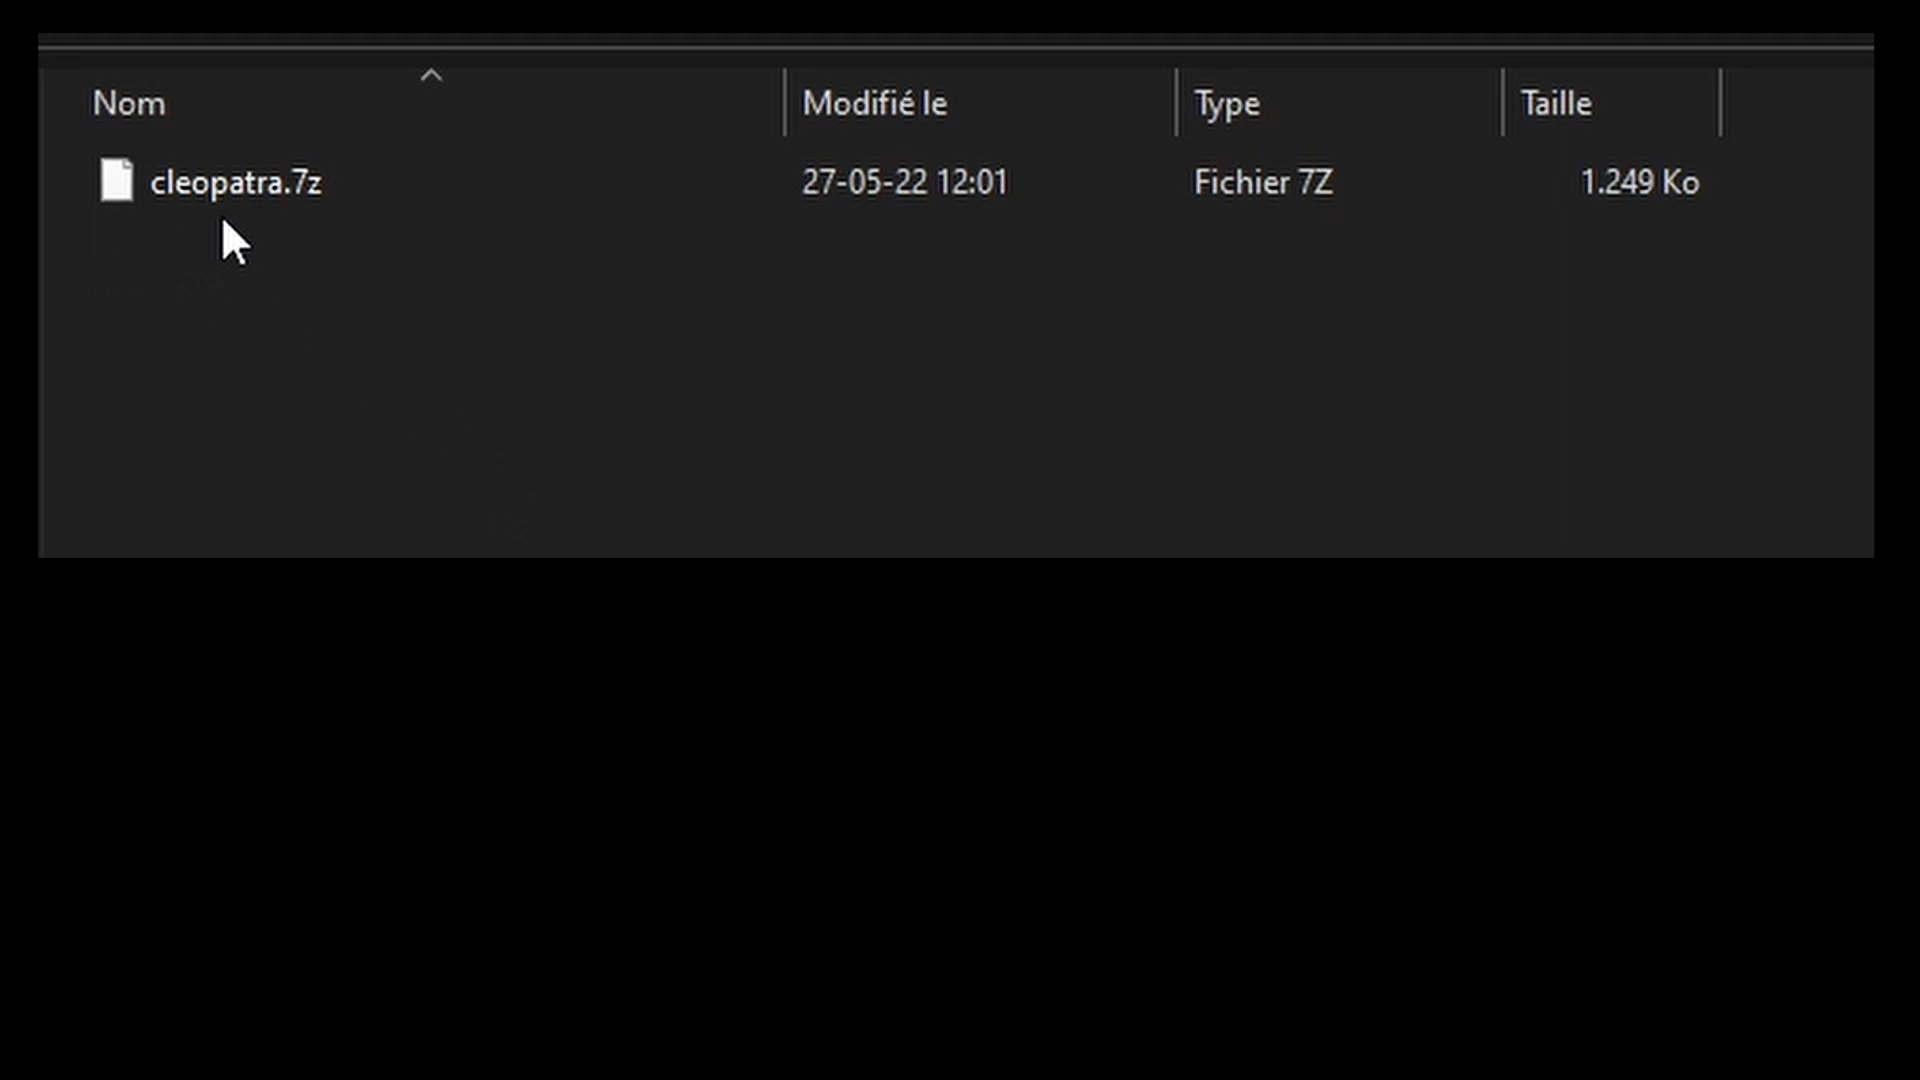 Nom Modifié le Type Taille
cleopatra.7z 27-05-22 12:01 Fichier 7Z 1.249 Ko